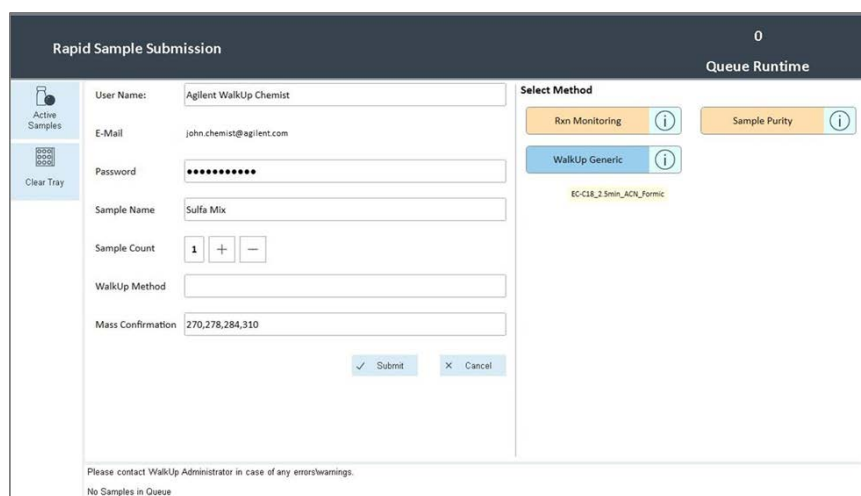 Rapid Sample Submission
0
Queue Runtime
Active
Samples
Clear Tray
User Name: Agilent WalkUp Chemist
E-Mail john.chemist@agilent.com
Password ●●●●●●●●●●●
Sample Name Sulfa Mix
Sample Count 1 + −
WalkUp Method
Mass Confirmation 270,278,284,310
✓ Submit × Cancel
Select Method
Rxn Monitoring i Sample Purity i
WalkUp Generic i
EC-C18_2.5min_ACN_Formic
Please contact WalkUp Administrator in case of any errors\warnings.
No Samples in Queue